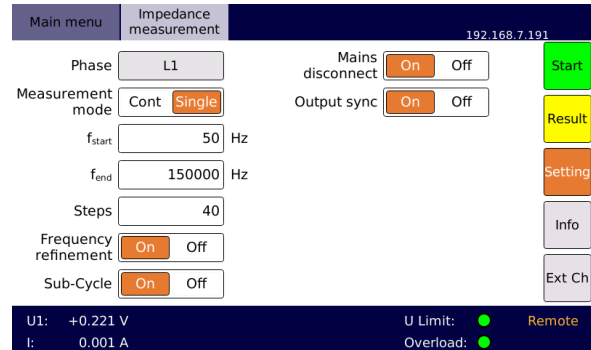 Main menu
Impedance
measurement
192.168.7.191
Phase L1
Mains
disconnect On Off
Start
Measurement
mode Cont Single
Output sync On Off
Result
fstart 50 Hz
fend 150000 Hz
Setting
Steps 40
Info
Frequency
refinement On Off
Sub-Cycle On Off
Ext Ch
U1: +0.221 V
U Limit:
Remote
I: 0.001 A
Overload: